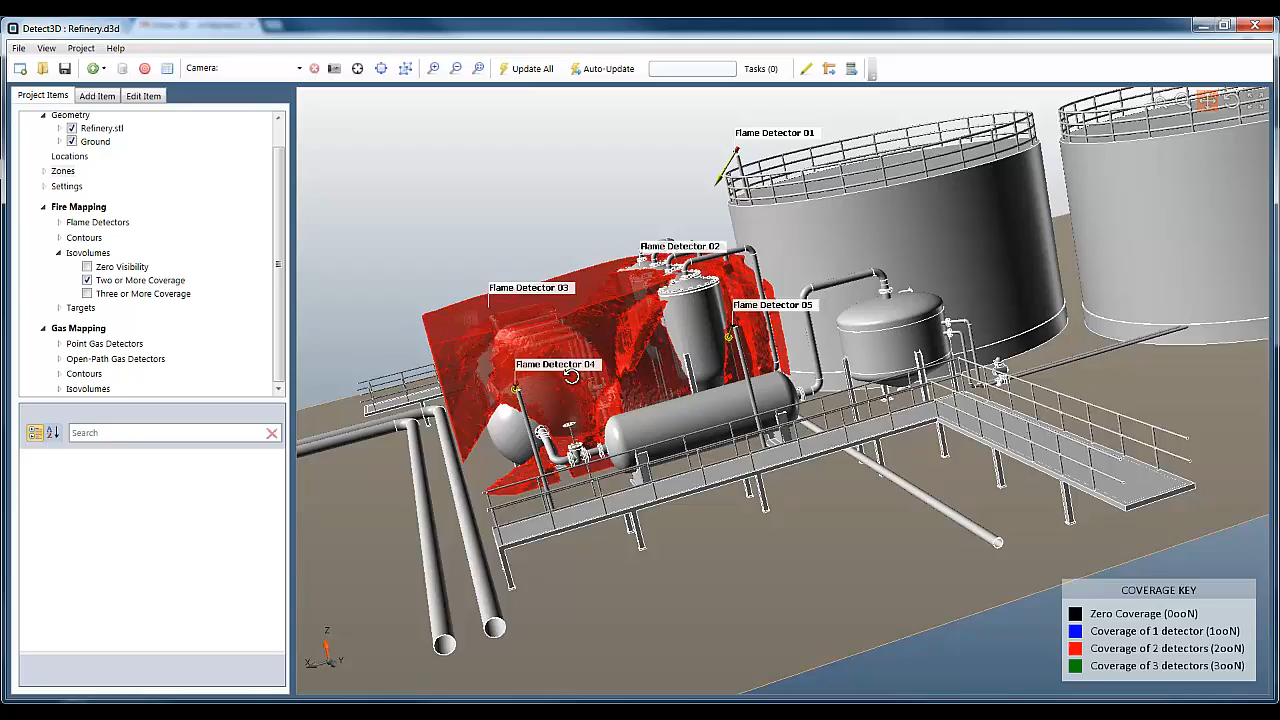 Detect3D : Refinery.d3d
File View Project Help
Camera: Update All Auto-Update Tasks (0)
Project Items Add Item Edit Item
Geometry
Refinery.stl
Ground
Locations
Zones
Settings
Fire Mapping
Flame Detectors
Contours
Isovolumes
Zero Visibility
Two or More Coverage
Three or More Coverage
Targets
Gas Mapping
Point Gas Detectors
Open-Path Gas Detectors
Contours
Isovolumes
Search
Flame Detector 01
Flame Detector 02
Flame Detector 03
Flame Detector 05
Flame Detector 04
Z
X Y
COVERAGE KEY
Zero Coverage (0ooN)
Coverage of 1 detector (1ooN)
Coverage of 2 detectors (2ooN)
Coverage of 3 detectors (3ooN)